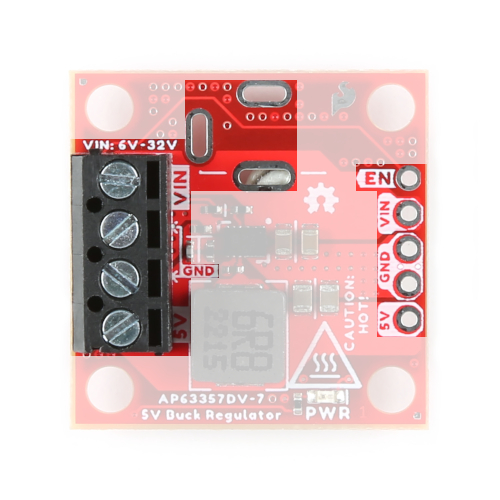 VIN: 6V-32V
VIN
EN
VIN
GND
GND
5V
5V
CAUTION:
HOT!
6R8
2215
AP63357DV-7
5V Buck Regulator
PWR